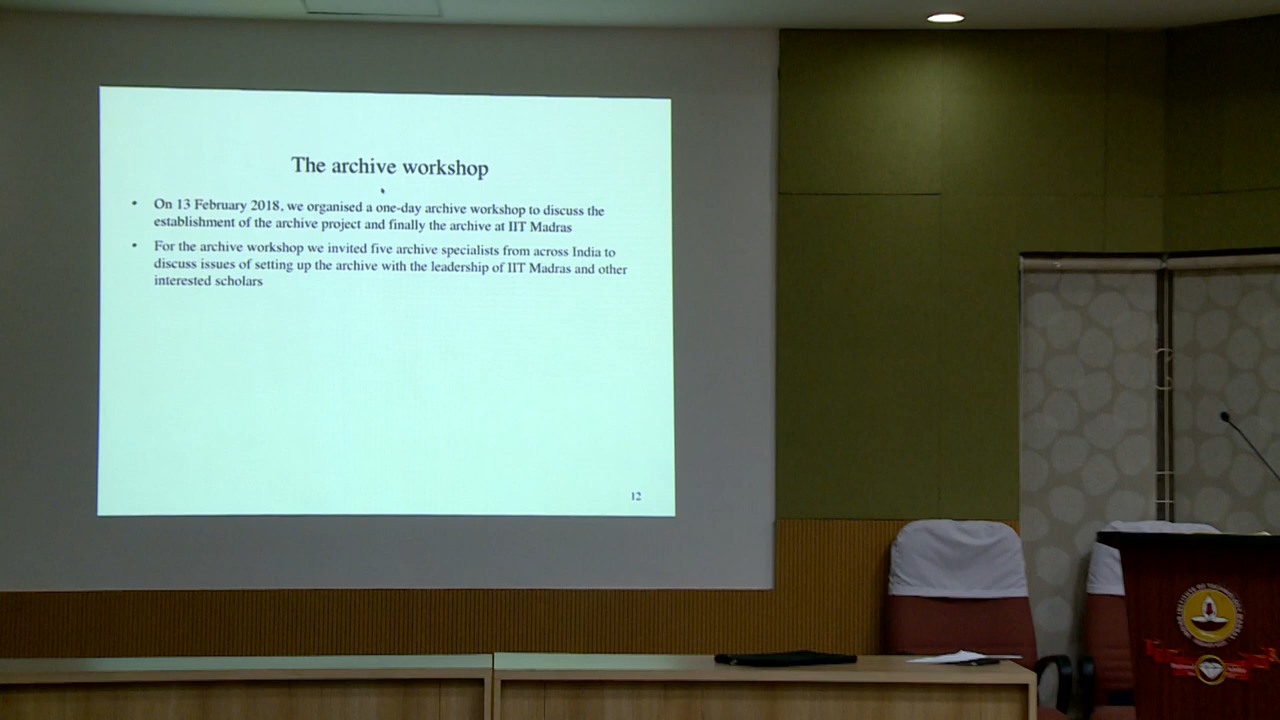 The archive workshop
• On 13 February 2018, we organised a one-day archive workshop to discuss the
establishment of the archive project and finally the archive at IIT Madras
• For the archive workshop we invited five archive specialists from across India to
discuss issues of setting up the archive with the leadership of IIT Madras and other
interested scholars
12